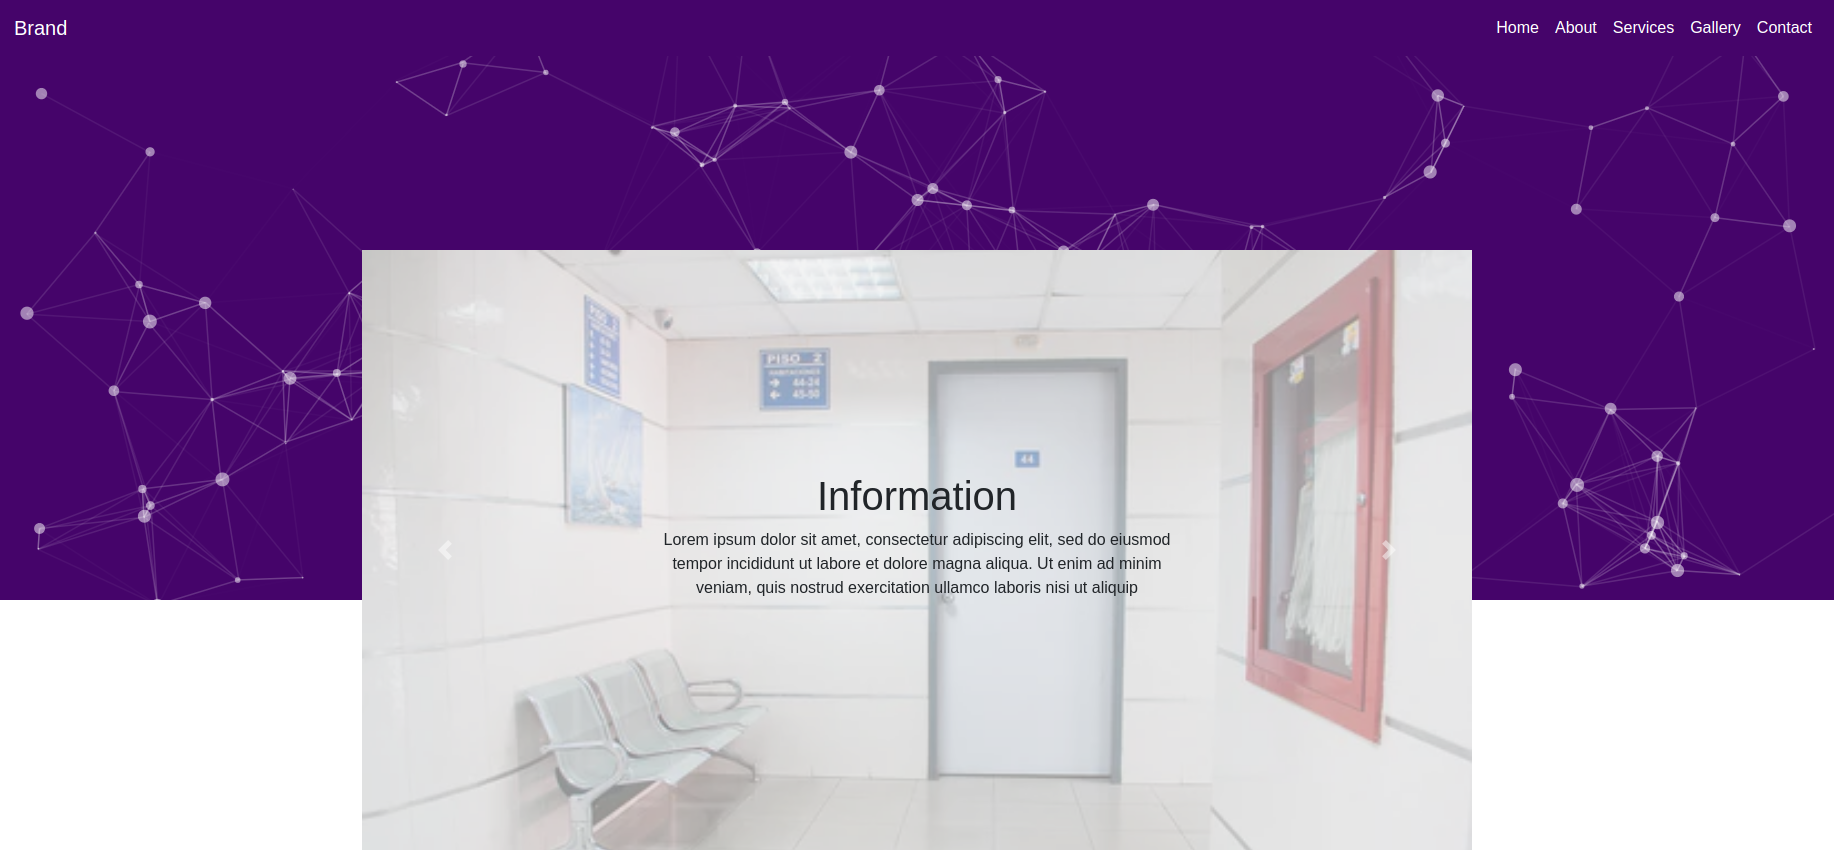 Brand
Home About Services Gallery Contact
PISO 2
HABITACIONES
44-34
45-50
44
Information
Lorem ipsum dolor sit amet, consectetur adipiscing elit, sed do eiusmod
tempor incididunt ut labore et dolore magna aliqua. Ut enim ad minim
veniam, quis nostrud exercitation ullamco laboris nisi ut aliquip